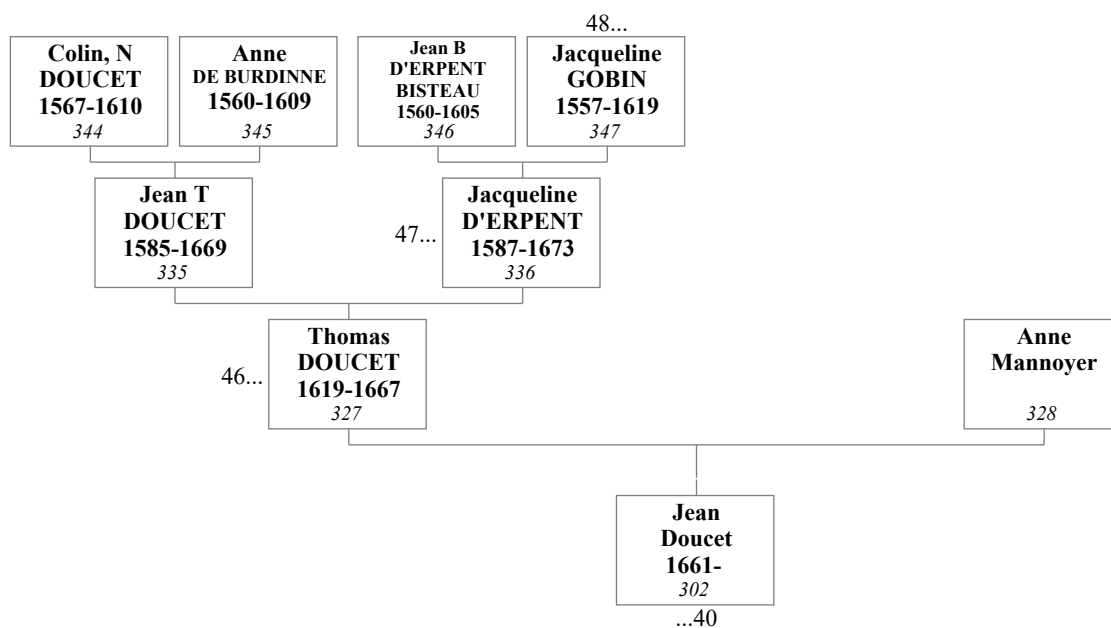 48...
Colin, N
DOUCET
1567-1610
344
Anne
DE BURDINNE
1560-1609
345
Jean B
D'ERPENT
BISTEAU
1560-1605
346
Jacqueline
GOBIN
1557-1619
347
Jean T
DOUCET
1585-1669
335
47...
Jacqueline
D'ERPENT
1587-1673
336
46...
Thomas
DOUCET
1619-1667
327
Anne
Mannoyer
328
Jean
Doucet
1661-
302
...40